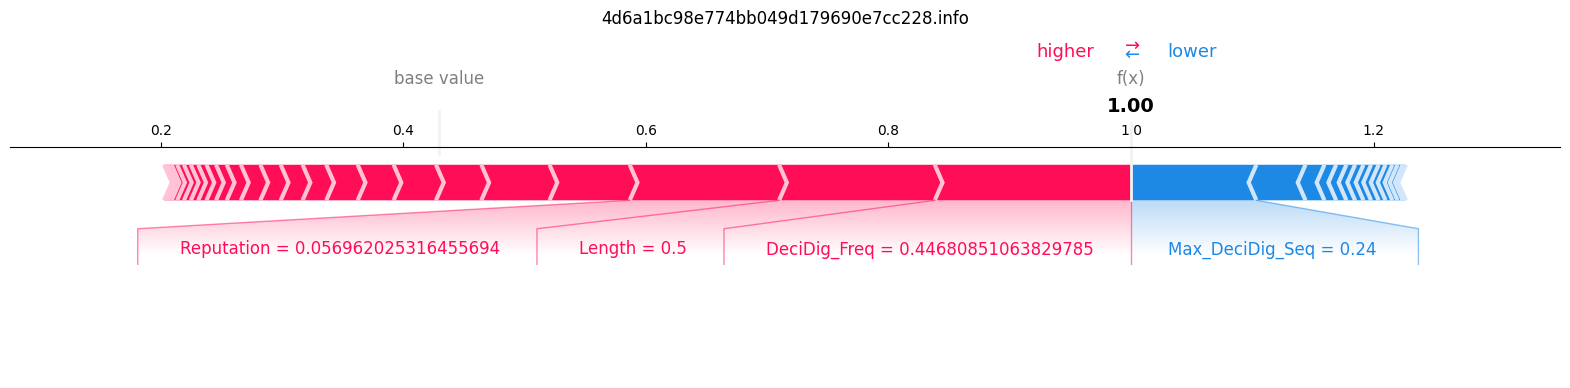 4d6a1bc98e774bb049d179690e7cc228.info
higher ⇄ lower
base value f(x)
1.00
0.2 0.4 0.6 0.8 1.0 1.2
Reputation = 0.056962025316455694 Length = 0.5 DeciDig_Freq = 0.44680851063829785 Max_DeciDig_Seq = 0.24